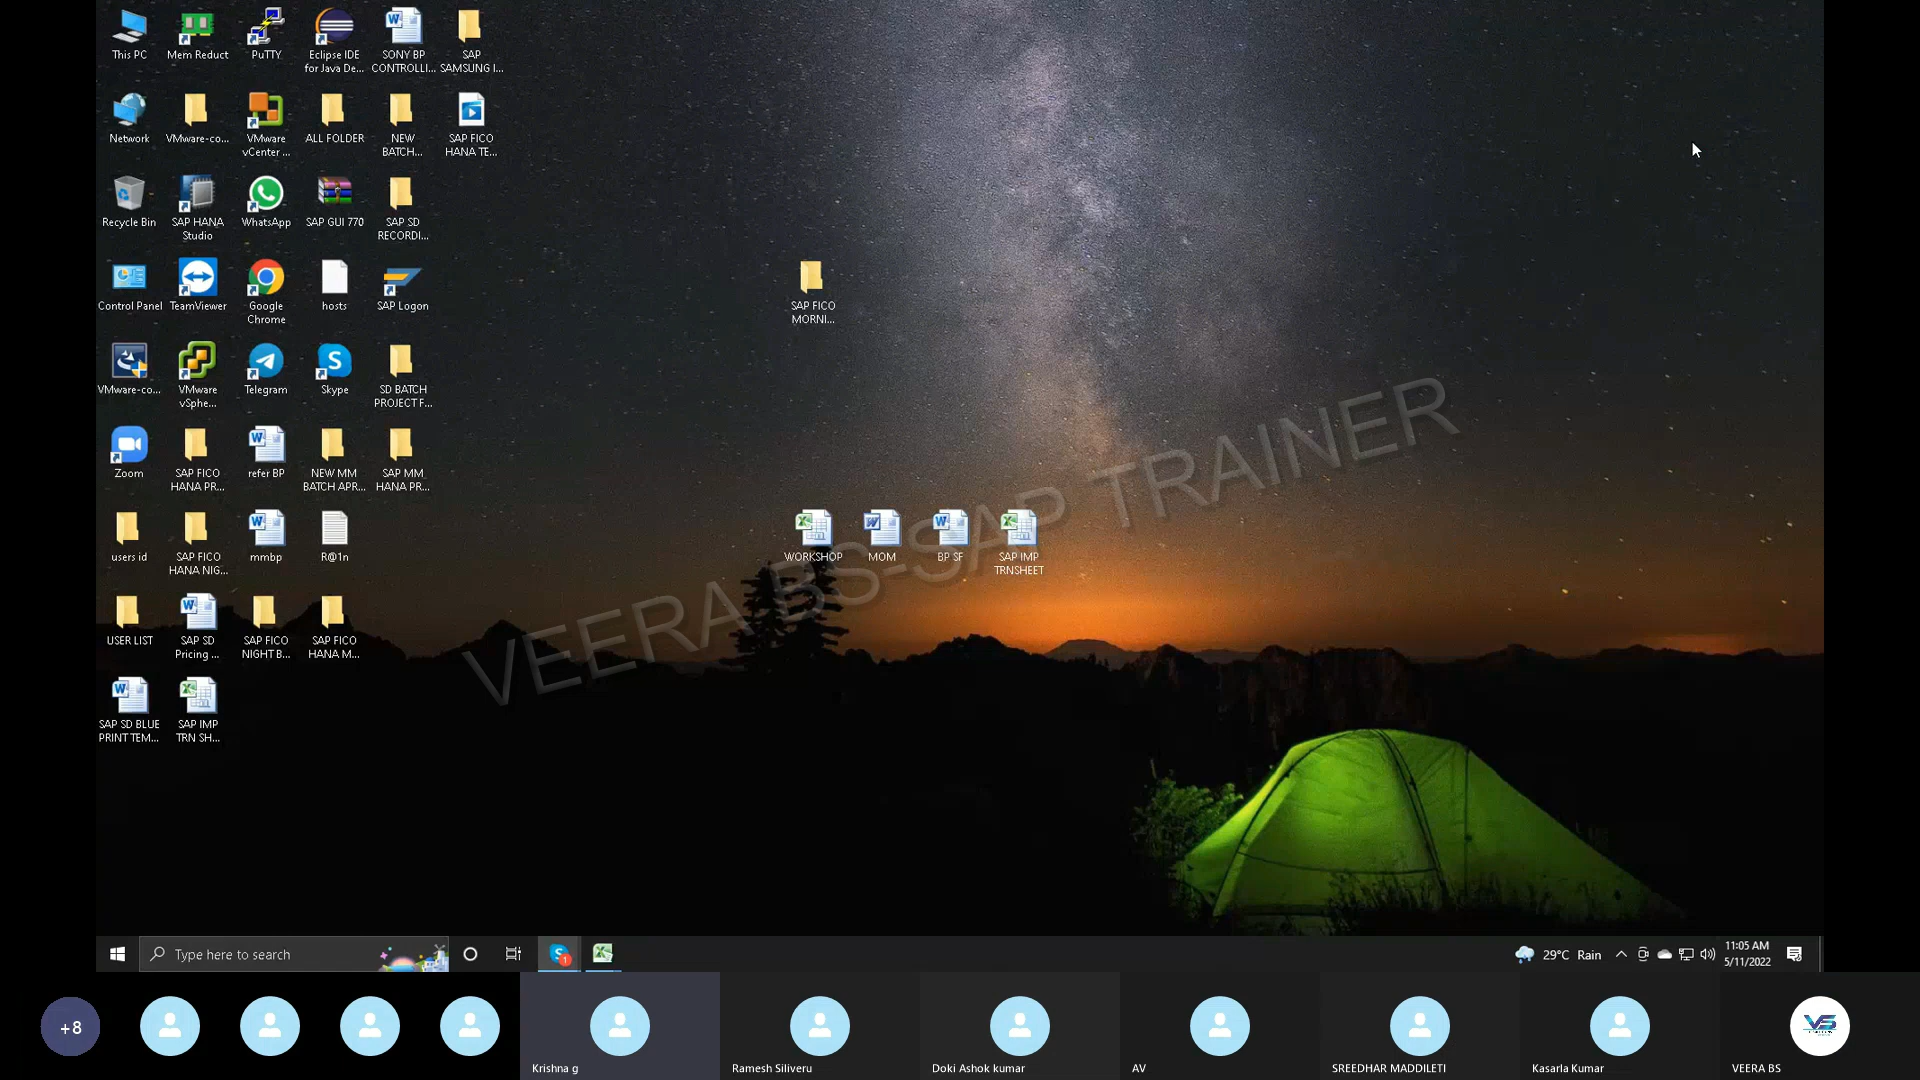 This PC
Mem Reduct
PuTTY
Eclipse IDE
for Java De...
SONY BP
CONTROLLI...
SAP
SAMSUNG I...
Network
VMware-co...
VMware
vCenter ...
ALL FOLDER
NEW
BATCH...
SAP FICO
HANA TE...
Recycle Bin
SAP HANA
Studio
WhatsApp
SAP GUI 770
SAP SD
RECORDI...
Control Panel
TeamViewer
Google
Chrome
hosts
SAP Logon
SAP FICO
MORNI...
VMware-co...
VMware
vSphe...
Telegram
Skype
SD BATCH
PROJECT F...
Zoom
SAP FICO
HANA PR...
refer BP
NEW MM
BATCH APR...
SAP MM
HANA PR...
users id
SAP FICO
HANA NIG...
mmbp
R@1n
WORKSHOP
MOM
BP SF
SAP IMP
TRNSHEET
VEERA BS-SAP TRAINER
USER LIST
SAP SD
Pricing ...
SAP FICO
NIGHT B...
SAP FICO
HANA M...
SAP SD BLUE
PRINT TEM...
SAP IMP
TRN SH...
Type here to search
1
29°C Rain
11:05 AM
5/11/2022
+8
Krishna g
Ramesh Siliveru
Doki Ashok kumar
AV
SREEDHAR MADDILETI
Kasarla Kumar
VS
VEERA BS